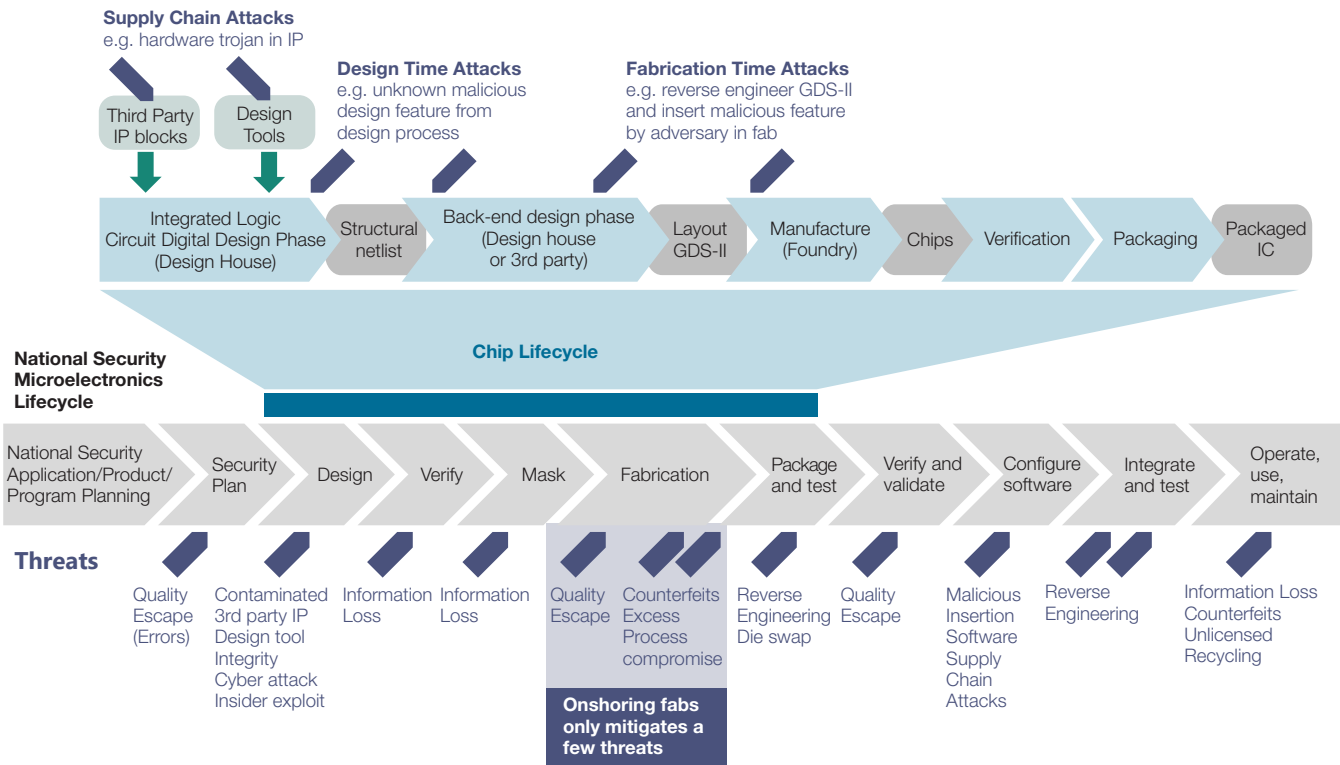 Supply Chain Attacks
e.g. hardware trojan in IP
Design Time Attacks
e.g. unknown malicious
design feature from
design process
Fabrication Time Attacks
e.g. reverse engineer GDS-II
and insert malicious feature
by adversary in fab
Third Party
IP blocks
Design
Tools
Integrated Logic
Circuit Digital Design Phase
(Design House)
Structural
netlist
Back-end design phase
(Design house
or 3rd party)
Layout
GDS-II
Manufacture
(Foundry)
Chips
Verification
Packaging
Packaged
IC
Chip Lifecycle
National Security
Microelectronics
Lifecycle
National Security
Application/Product/
Program Planning
Security
Plan
Design
Verify
Mask
Fabrication
Package
and test
Verify and
validate
Configure
software
Integrate
and test
Operate,
use,
maintain
Threats
Quality
Escape
(Errors)
Contaminated
3rd party IP
Design tool
Integrity
Cyber attack
Insider exploit
Information
Loss
Information
Loss
Quality
Escape
Counterfeits
Excess
Process
compromise
Reverse
Engineering
Die swap
Quality
Escape
Malicious
Insertion
Software
Supply
Chain
Attacks
Reverse
Engineering
Information Loss
Counterfeits
Unlicensed
Recycling
Onshoring fabs
only mitigates a
few threats